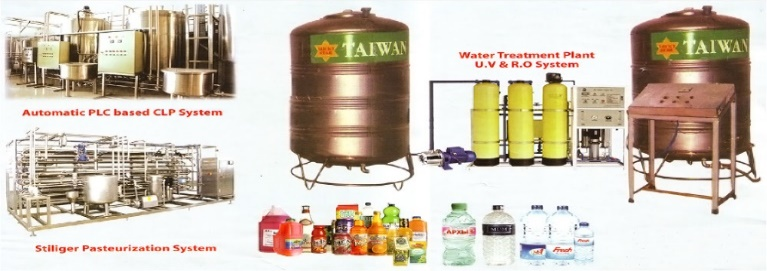 TAIWAN
TAIWAN
Water Treatment Plant
U.V & R.O System
Automatic PLC based CLP System
Stiliger Pasteurization System